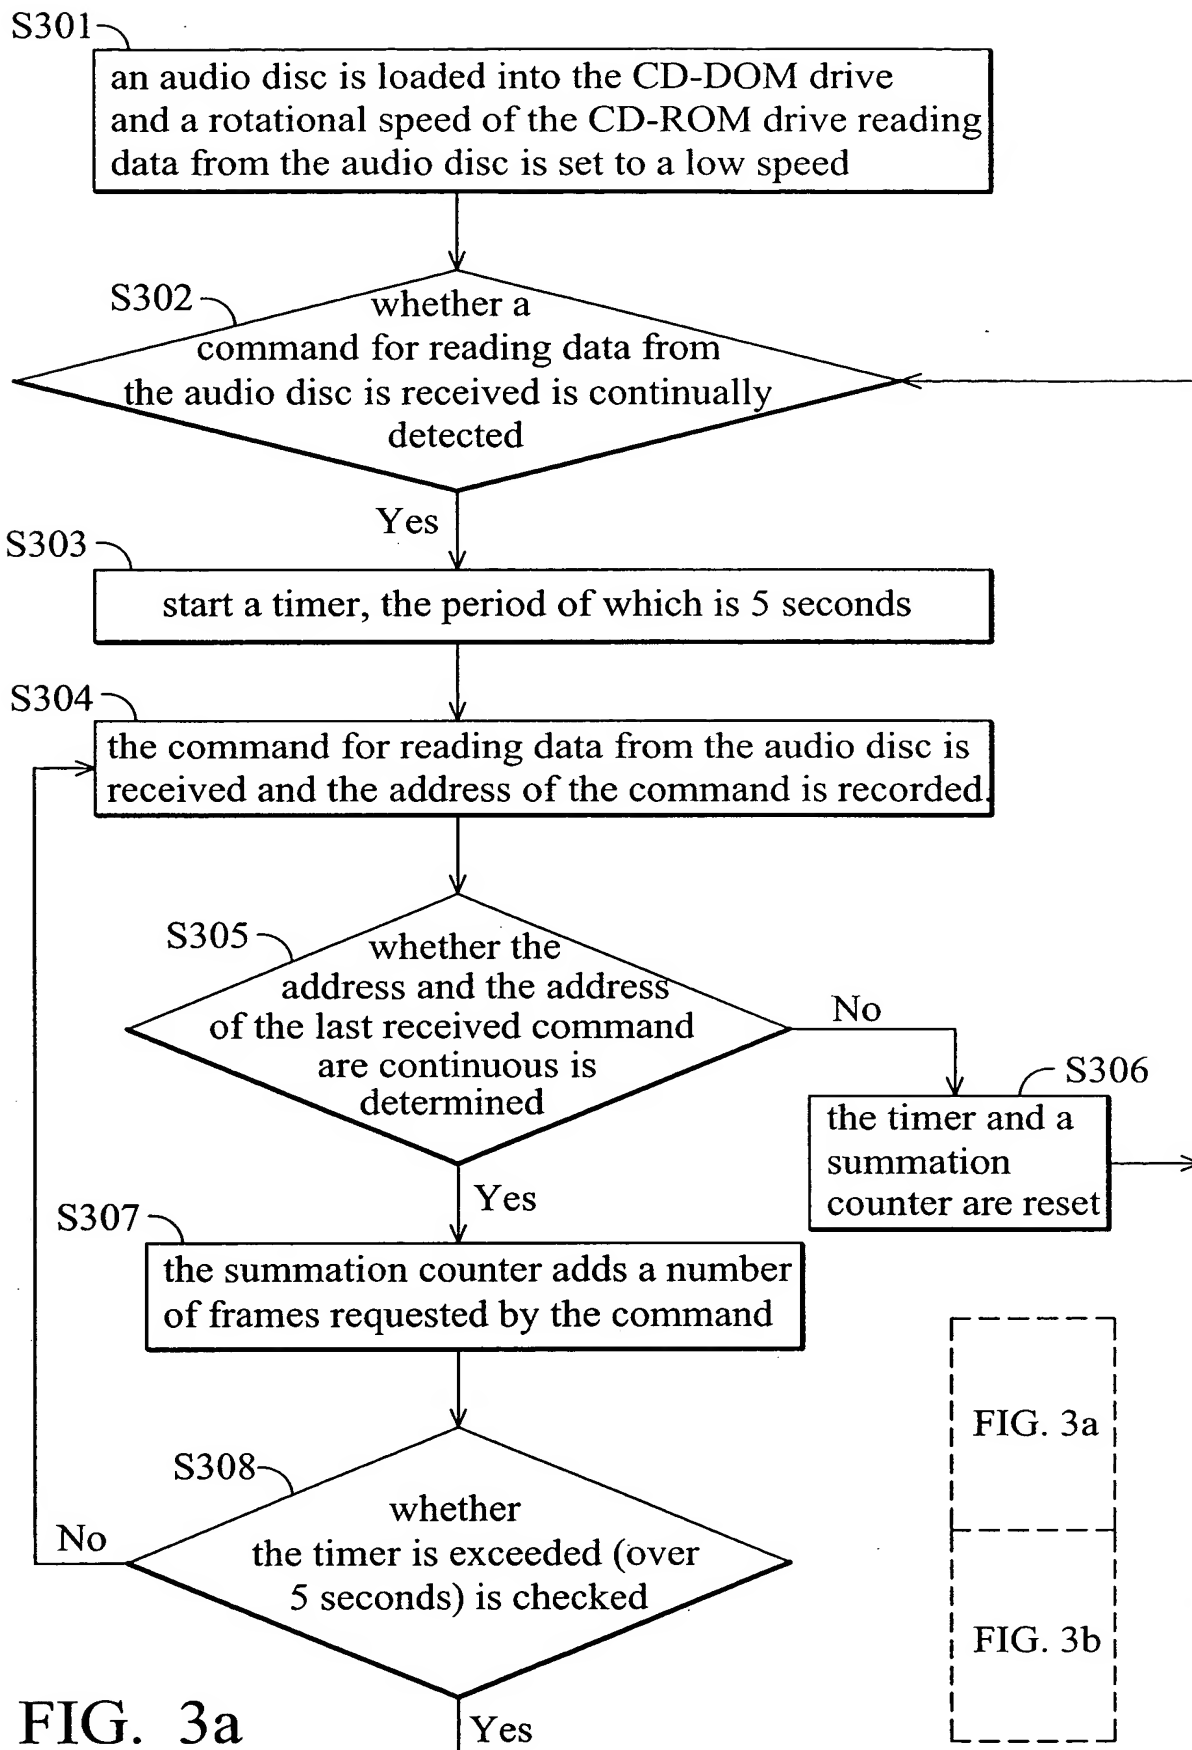 S301
an audio disc is loaded into the CD-DOM drive
and a rotational speed of the CD-ROM drive reading
data from the audio disc is set to a low speed
S302
whether a
command for reading data from
the audio disc is received is continually
detected
Yes
S303
start a timer, the period of which is 5 seconds
S304
the command for reading data from the audio disc is
received and the address of the command is recorded.
S305
whether the
address and the address
of the last received command
are continuous is
determined
No
S306
the timer and a
summation
counter are reset
Yes
S307
the summation counter adds a number
of frames requested by the command
S308
whether
the timer is exceeded (over
5 seconds) is checked
No
Yes
FIG. 3a
FIG. 3b
FIG. 3a